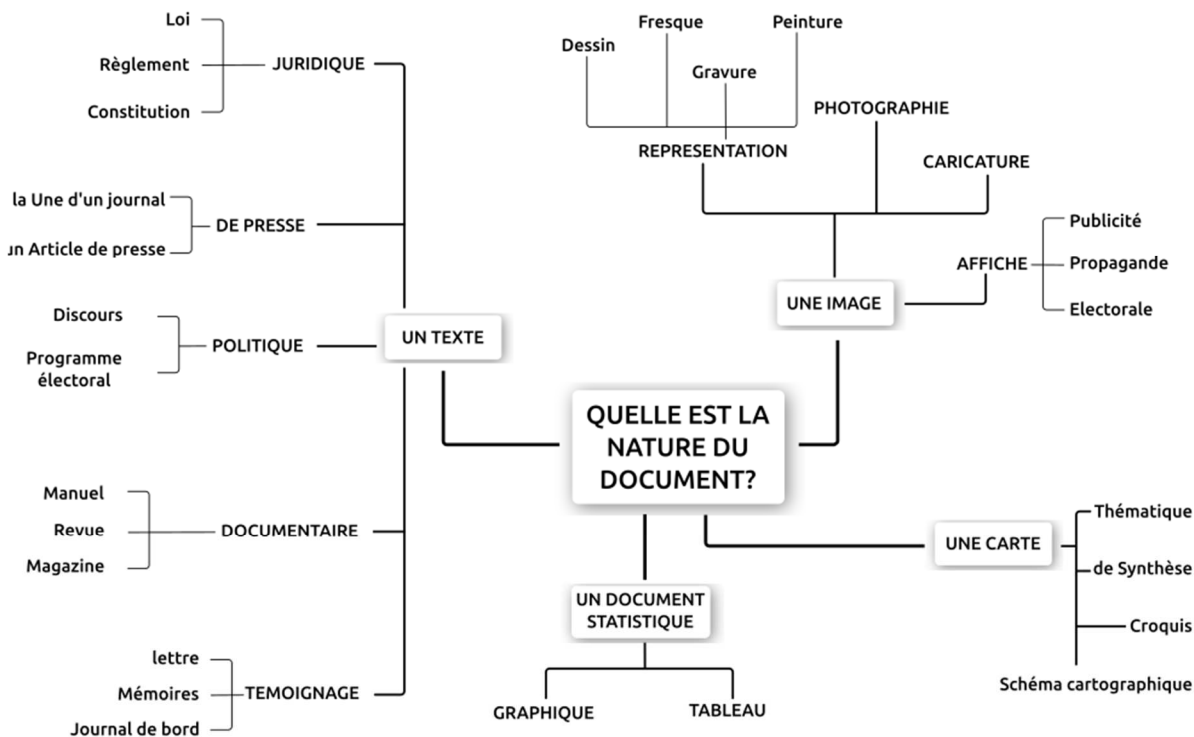 Loi
Règlement
Constitution
JURIDIQUE
la Une d'un journal
un Article de presse
DE PRESSE
Discours
Programme
électoral
POLITIQUE
UN TEXTE
Manuel
Revue
Magazine
DOCUMENTAIRE
lettre
Mémoires
Journal de bord
TEMOIGNAGE
Dessin
Fresque
Gravure
Peinture
REPRESENTATION
PHOTOGRAPHIE
CARICATURE
UNE IMAGE
AFFICHE
Publicité
Propagande
Electorale
QUELLE EST LA
NATURE DU
DOCUMENT?
UN DOCUMENT
STATISTIQUE
GRAPHIQUE
TABLEAU
UNE CARTE
Thématique
de Synthèse
Croquis
Schéma cartographique